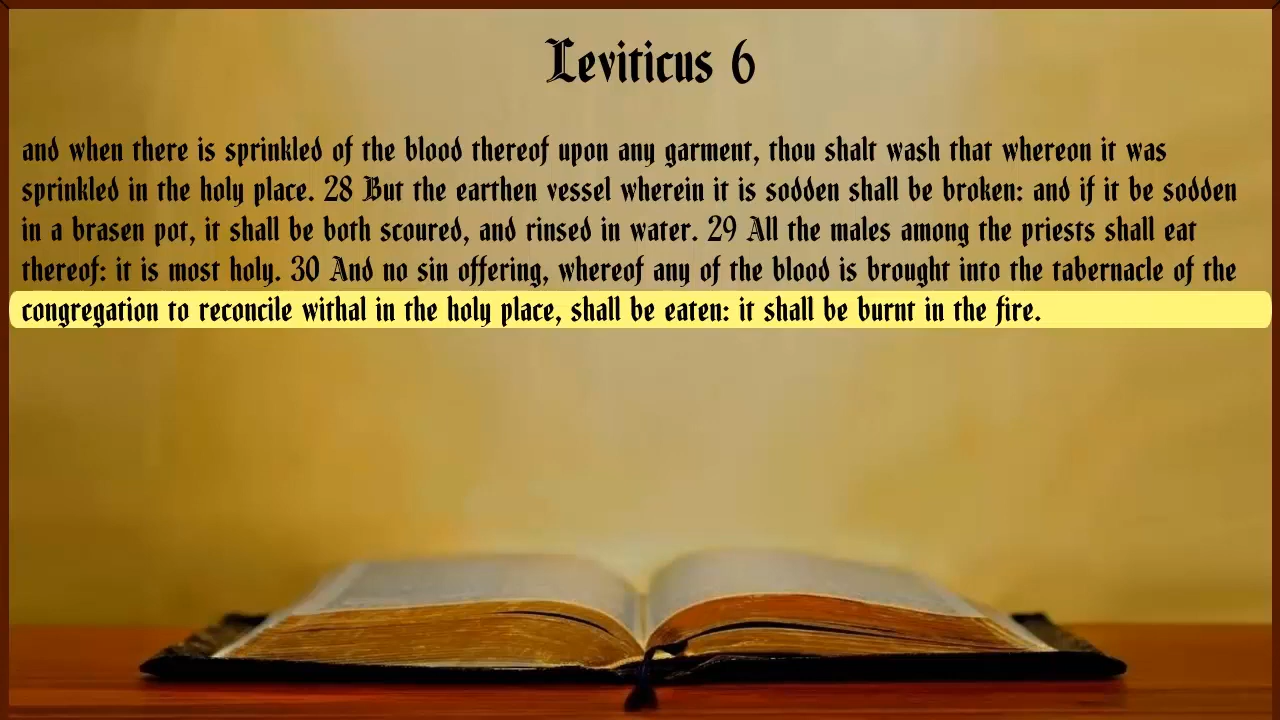 Leviticus 6
and when there is sprinkled of the blood thereof upon any garment, thou shalt wash that whereon it was
sprinkled in the holy place. 28 But the earthen vessel wherein it is sodden shall be broken: and if it be sodden
in a brasen pot, it shall be both scoured, and rinsed in water. 29 All the males among the priests shall eat
thereof: it is most holy. 30 And no sin offering, whereof any of the blood is brought into the tabernacle of the
congregation to reconcile withal in the holy place, shall be eaten: it shall be burnt in the fire.